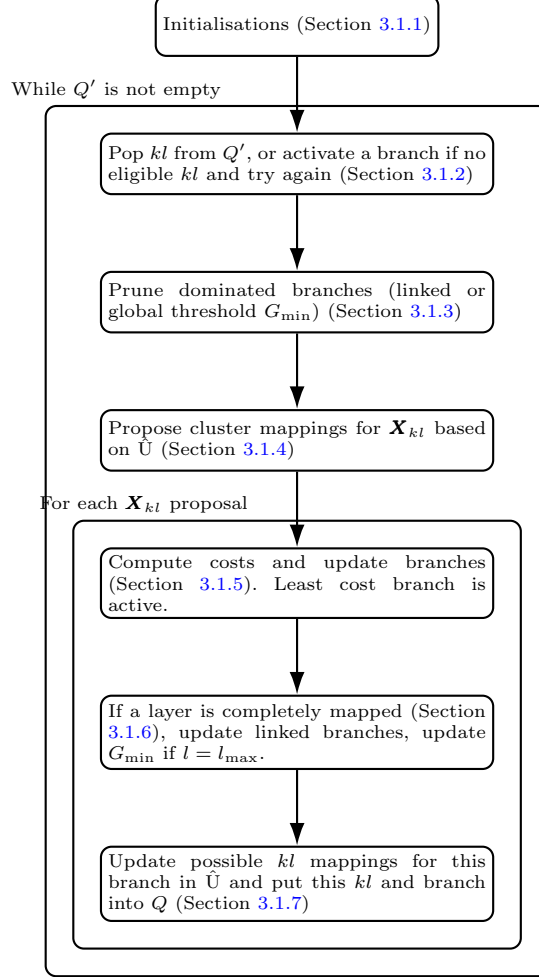 Initialisations (Section 3.1.1)
While Q′ is not empty
Pop kl from Q′, or activate a branch if no
eligible kl and try again (Section 3.1.2)
Prune dominated branches (linked or
global threshold Gmin) (Section 3.1.3)
Propose cluster mappings for Xkl based
on Û (Section 3.1.4)
For each Xkl proposal
Compute costs and update branches
(Section 3.1.5). Least cost branch is
active.
If a layer is completely mapped (Section
3.1.6), update linked branches, update
Gmin if l = lmax.
Update possible kl mappings for this
branch in Û and put this kl and branch
into Q (Section 3.1.7)